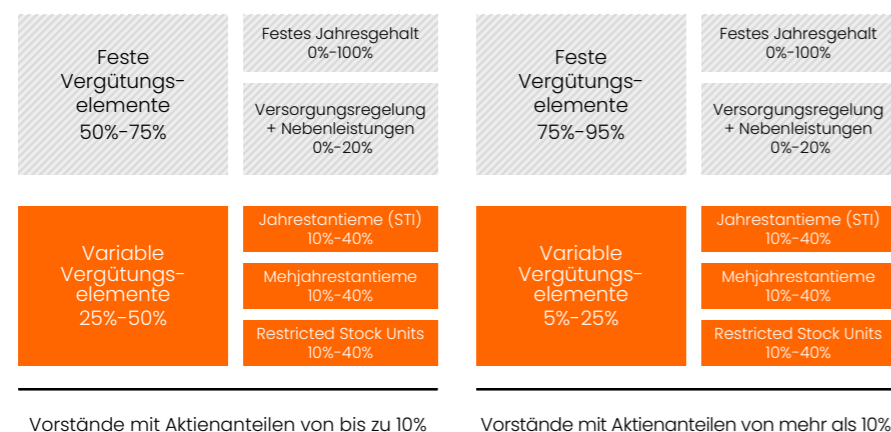 Feste
Vergütungs-
elemente
50%-75%
Festes Jahresgehalt
0%-100%
Versorgungsregelung
+ Nebenleistungen
0%-20%
Variable
Vergütungs-
elemente
25%-50%
Jahrestantieme (STI)
10%-40%
Mehjahrestantieme
10%-40%
Restricted Stock Units
10%-40%
Vorstände mit Aktienanteilen von bis zu 10%
Feste
Vergütungs-
elemente
75%-95%
Festes Jahresgehalt
0%-100%
Versorgungsregelung
+ Nebenleistungen
0%-20%
Variable
Vergütungs-
elemente
5%-25%
Jahrestantieme (STI)
10%-40%
Mehjahrestantieme
10%-40%
Restricted Stock Units
10%-40%
Vorstände mit Aktienanteilen von mehr als 10%